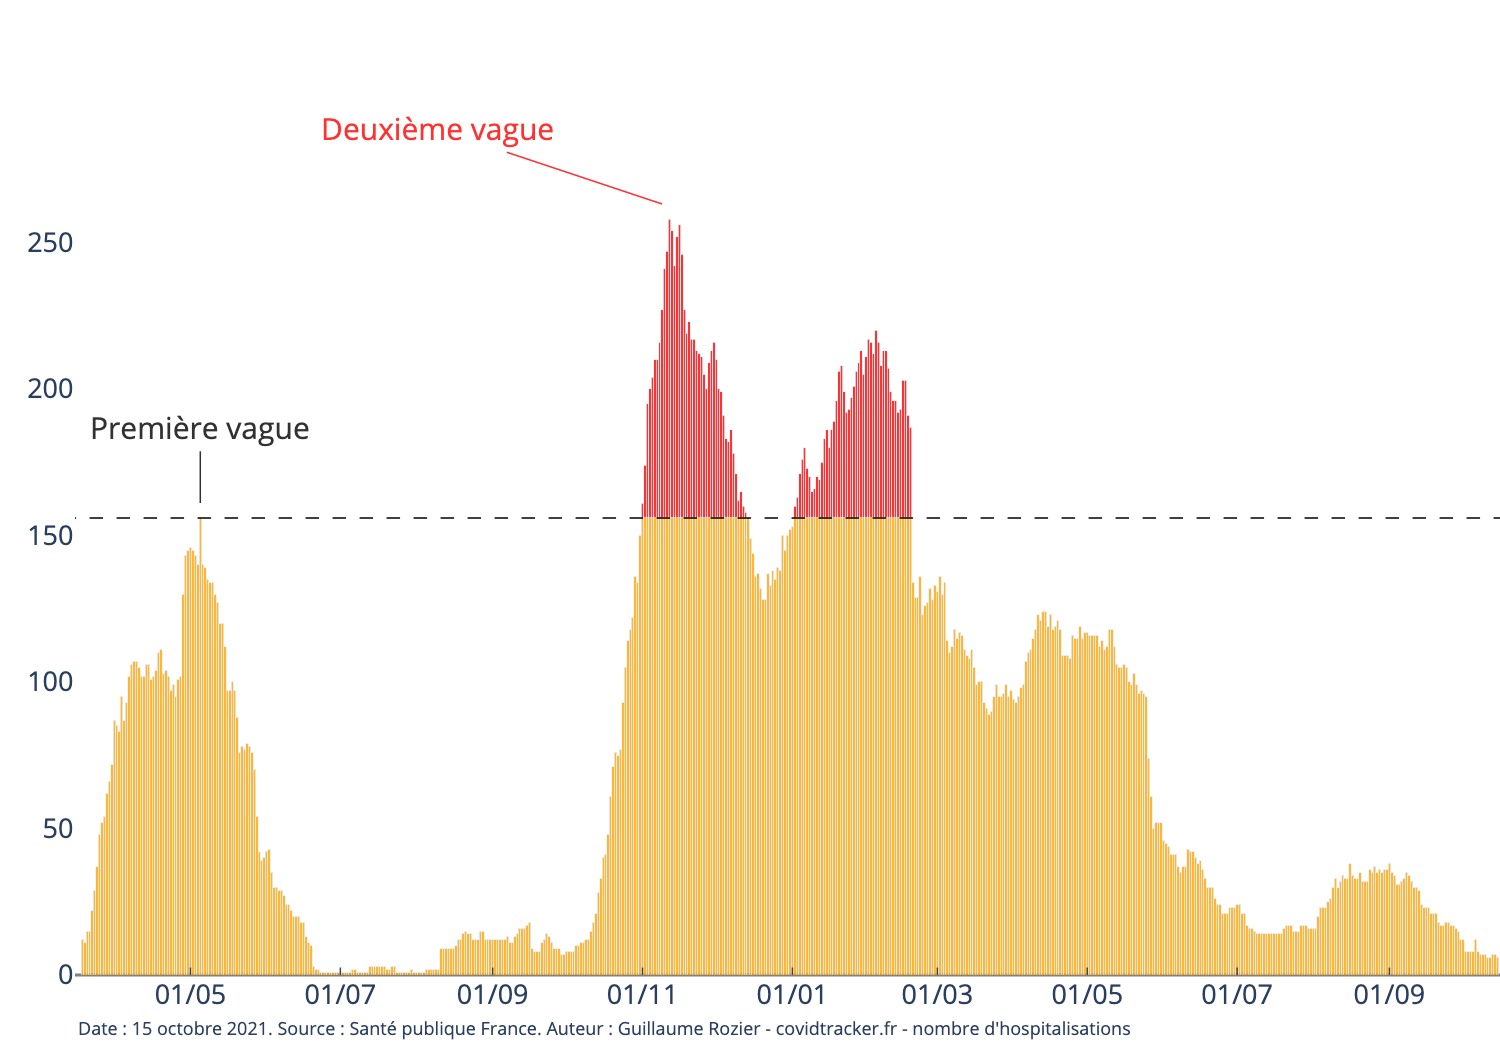 Deuxième vague
250
200
Première vague
150
100
50
0
01/05 01/07 01/09 01/11 01/01 01/03 01/05 01/07 01/09
Date : 15 octobre 2021. Source : Santé publique France. Auteur : Guillaume Rozier - covidtracker.fr - nombre d'hospitalisations